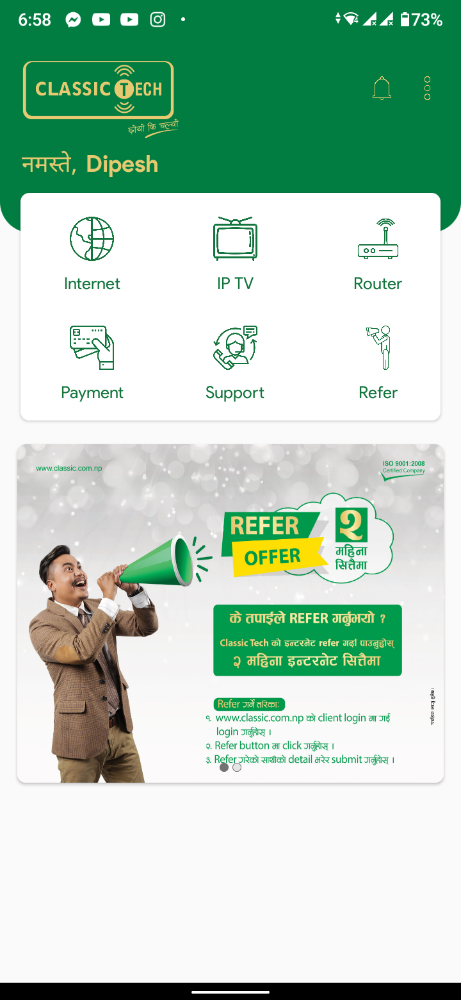 6:58
4
73%
CLASSIC TECH
छोयो कि चल्यो
नमस्ते, Dipesh
Internet
IP TV
Router
Payment
Support
Refer
www.classic.com.np
ISO 9001:2008
Certified Company
REFER
OFFER
२
महिना
सित्तैमा
के तपाईंले REFER गर्नुभयो ?
Classic Tech को इन्टरनेट refer गर्दा पाउनुहोस्
२ महिना इन्टरनेट सित्तैमा
Refer गर्ने तरिका:
१. www.classic.com.np को client login मा गई
login गर्नुहोस् ।
२. Refer button मा click गर्नुहोस् ।
३. Refer गरेको साथीको detail भरेर submit गर्नुहोस् ।